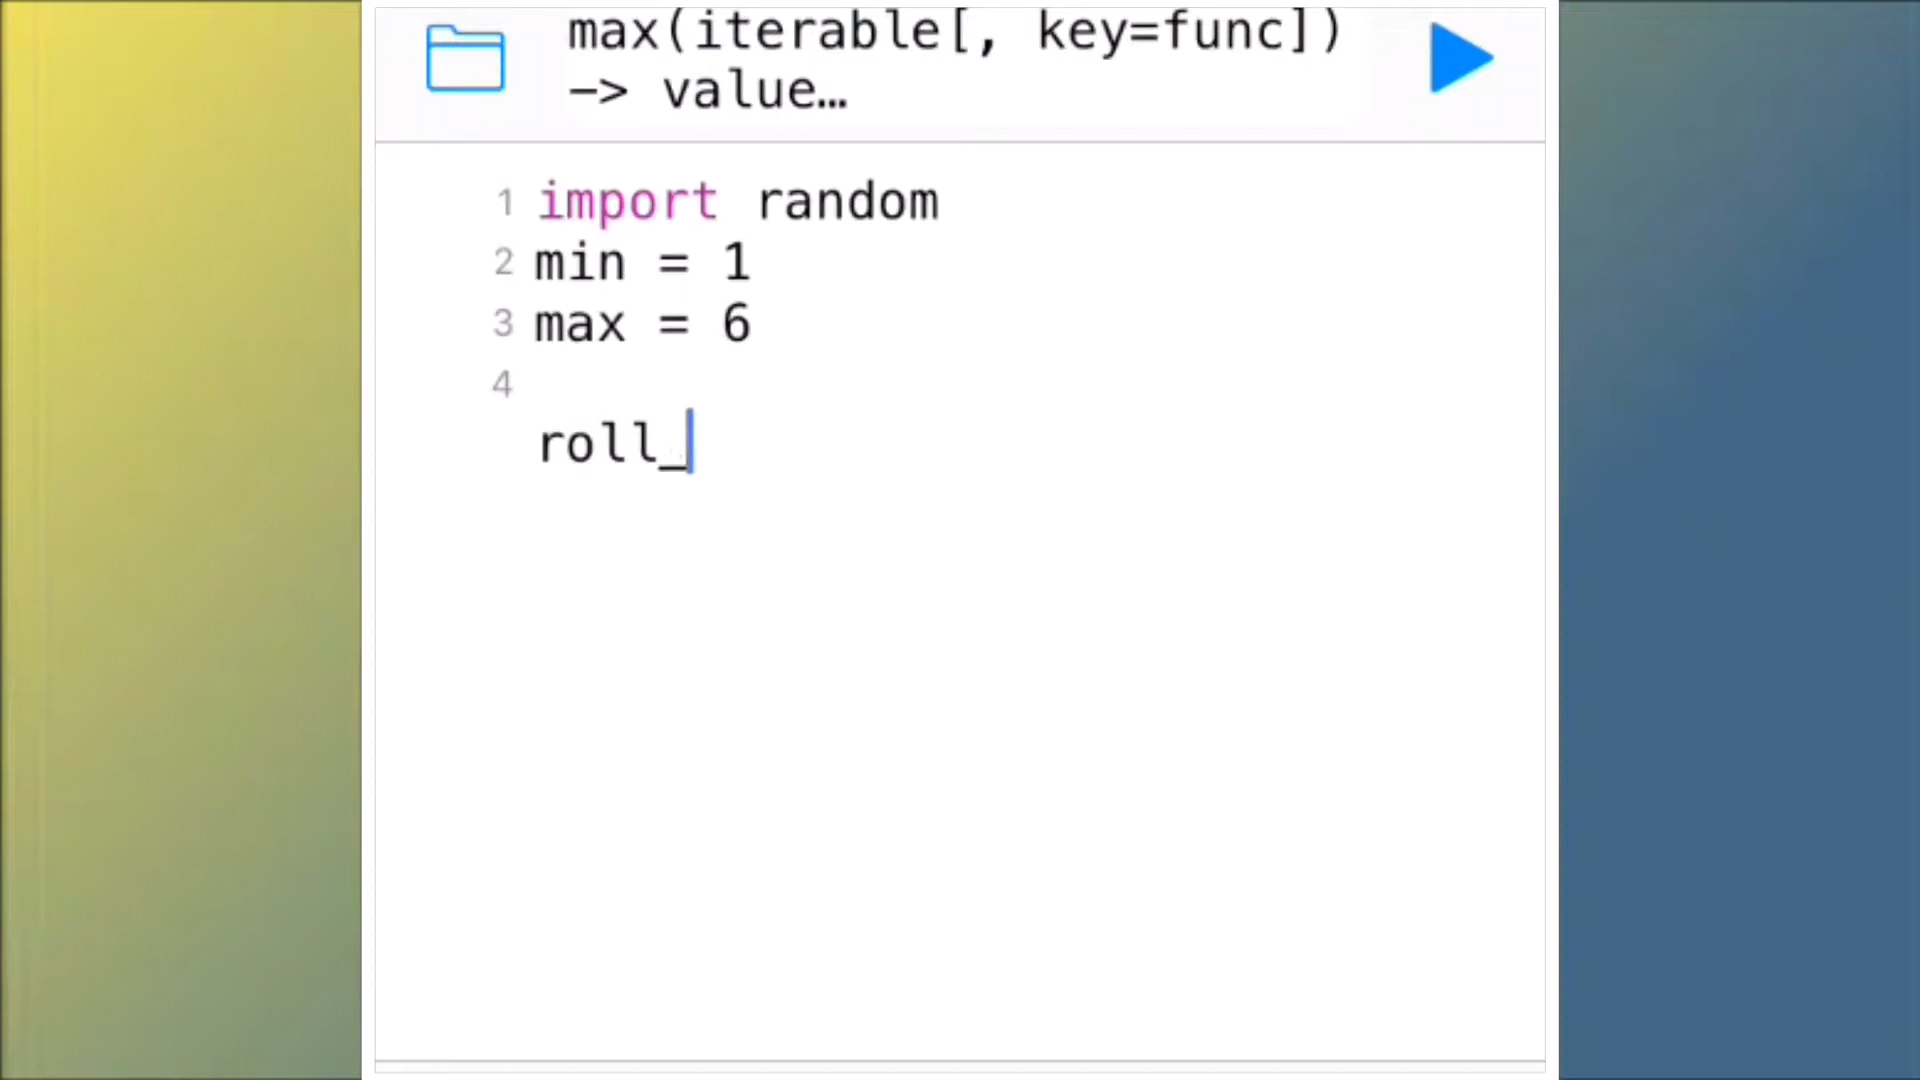 max(iterable[, key=func])
–> value…
1 import random
2 min = 1
3 max = 6
4
roll_